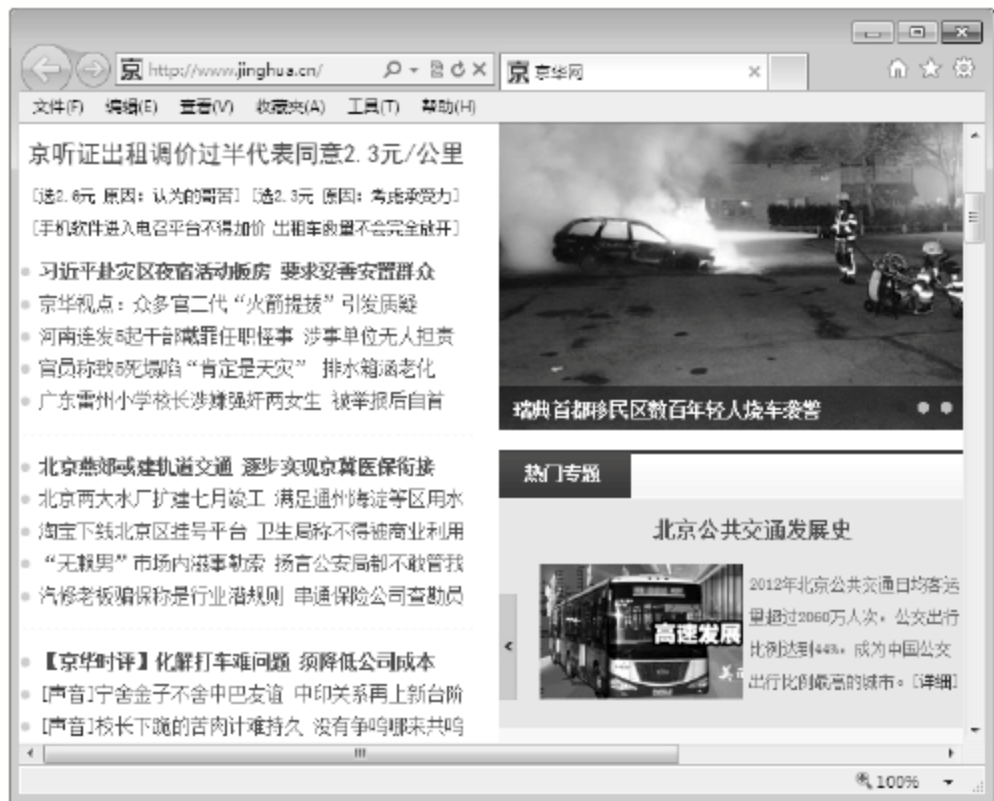 京 http://www.jinghua.cn/
京 京华网
文件(F) 编辑(E) 查看(V) 收藏夹(A) 工具(T) 帮助(H)
京听证出租调价过半代表同意2.3元/公里
[选2.6元 原因：认为的哥苦] [选2.3元 原因：考虑承受力]
[手机软件进入电召平台不得加价 出租车数量不会完全放开]
习近平赴灾区夜宿活动板房 要求妥善安置群众
京华视点：众多官二代“火箭提拔”引发质疑
河南连发5起干部戴罪任职怪事 涉事单位无人担责
官员称致5死塌陷“肯定是天灾” 排水箱涵老化
广东雷州小学校长涉嫌强奸两女生 被举报后自首
北京燕郊或建轨道交通 逐步实现京冀医保衔接
北京两大水厂扩建七月竣工 满足通州海淀等区用水
淘宝下线北京区挂号平台 卫生局称不得被商业利用
“无赖男”市场内滋事勒索 扬言公安局都不敢管我
汽修老板骗保称是行业潜规则 串通保险公司查勘员
【京华时评】化解打车难问题 须降低公司成本
[声音]宁舍金子不舍中巴友谊 中印关系再上新台阶
[声音]校长下跪的苦肉计难持久 没有争鸣哪来共鸣
瑞典首都移民区数百年轻人烧车袭警
热门专题
北京公共交通发展史
高速发展
2012年北京公共交通日均客运
量超过2060万人次，公交出行
比例达到44%，成为中国公交
出行比例最高的城市。[详细]
100%